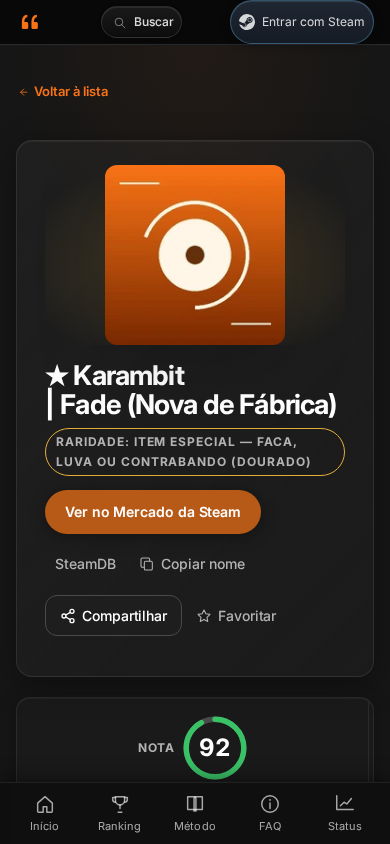 Buscar
Entrar com Steam
← Voltar à lista
★ Karambit
| Fade (Nova de Fábrica)
RARIDADE: ITEM ESPECIAL — FACA,
LUVA OU CONTRABANDO (DOURADO)
Ver no Mercado da Steam
SteamDB
Copiar nome
Compartilhar
Favoritar
NOTA
92
Início
Ranking
Método
FAQ
Status